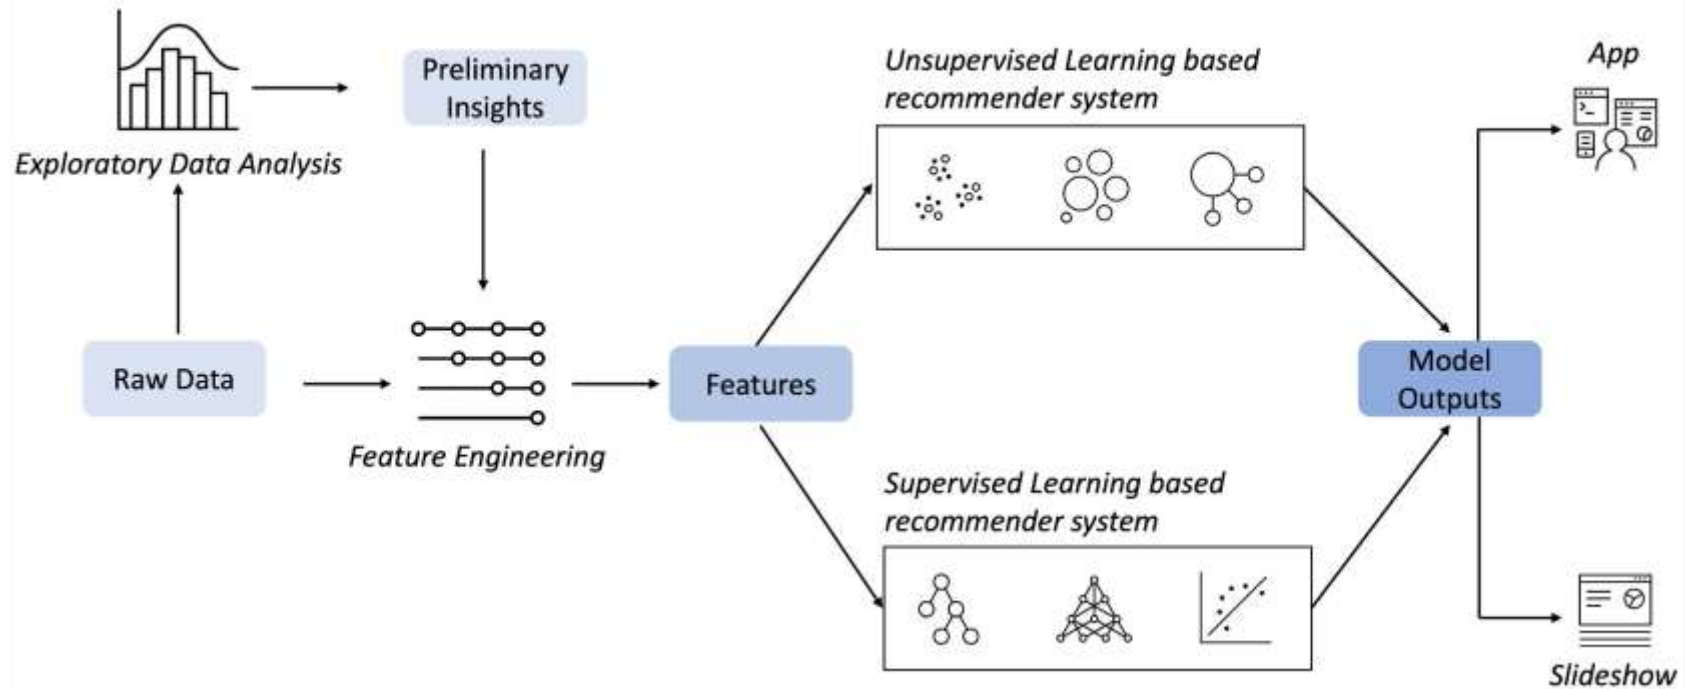 Preliminary
Insights
Exploratory Data Analysis
Raw Data
Feature Engineering
Features
Unsupervised Learning based
recommender system
Supervised Learning based
recommender system
Model
Outputs
App
Slideshow